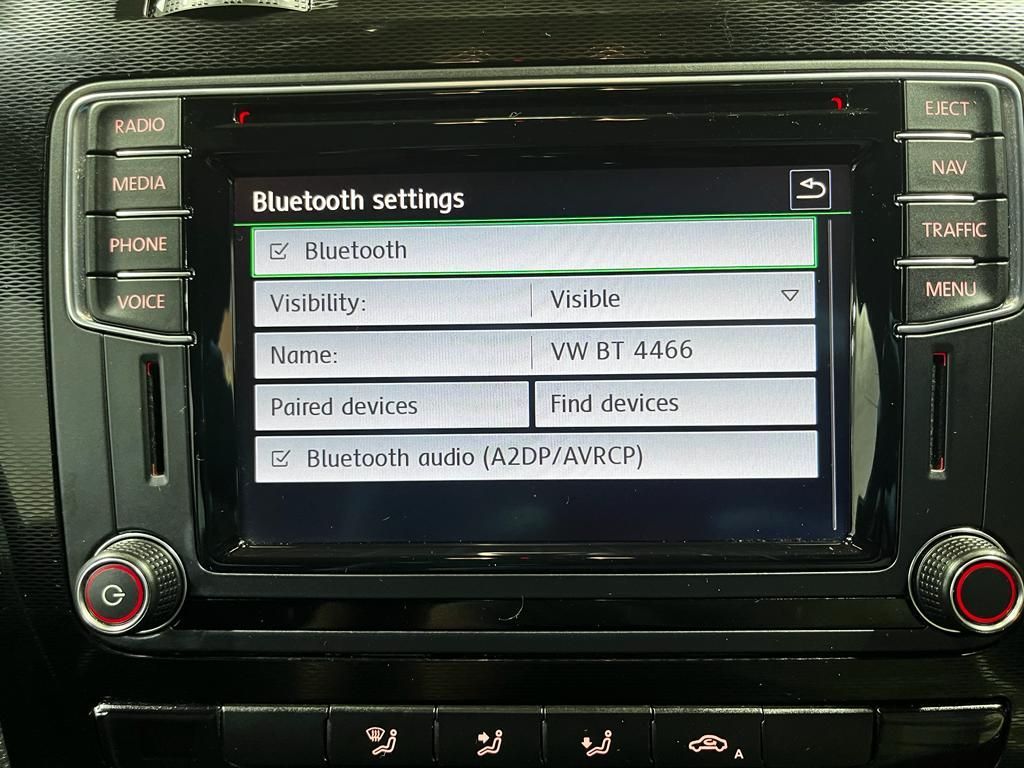 RADIO
MEDIA
PHONE
VOICE
EJECT
NAV
TRAFFIC
MENU
Bluetooth settings
Bluetooth
Visibility: Visible
Name: VW BT 4466
Paired devices Find devices
Bluetooth audio (A2DP/AVRCP)
A